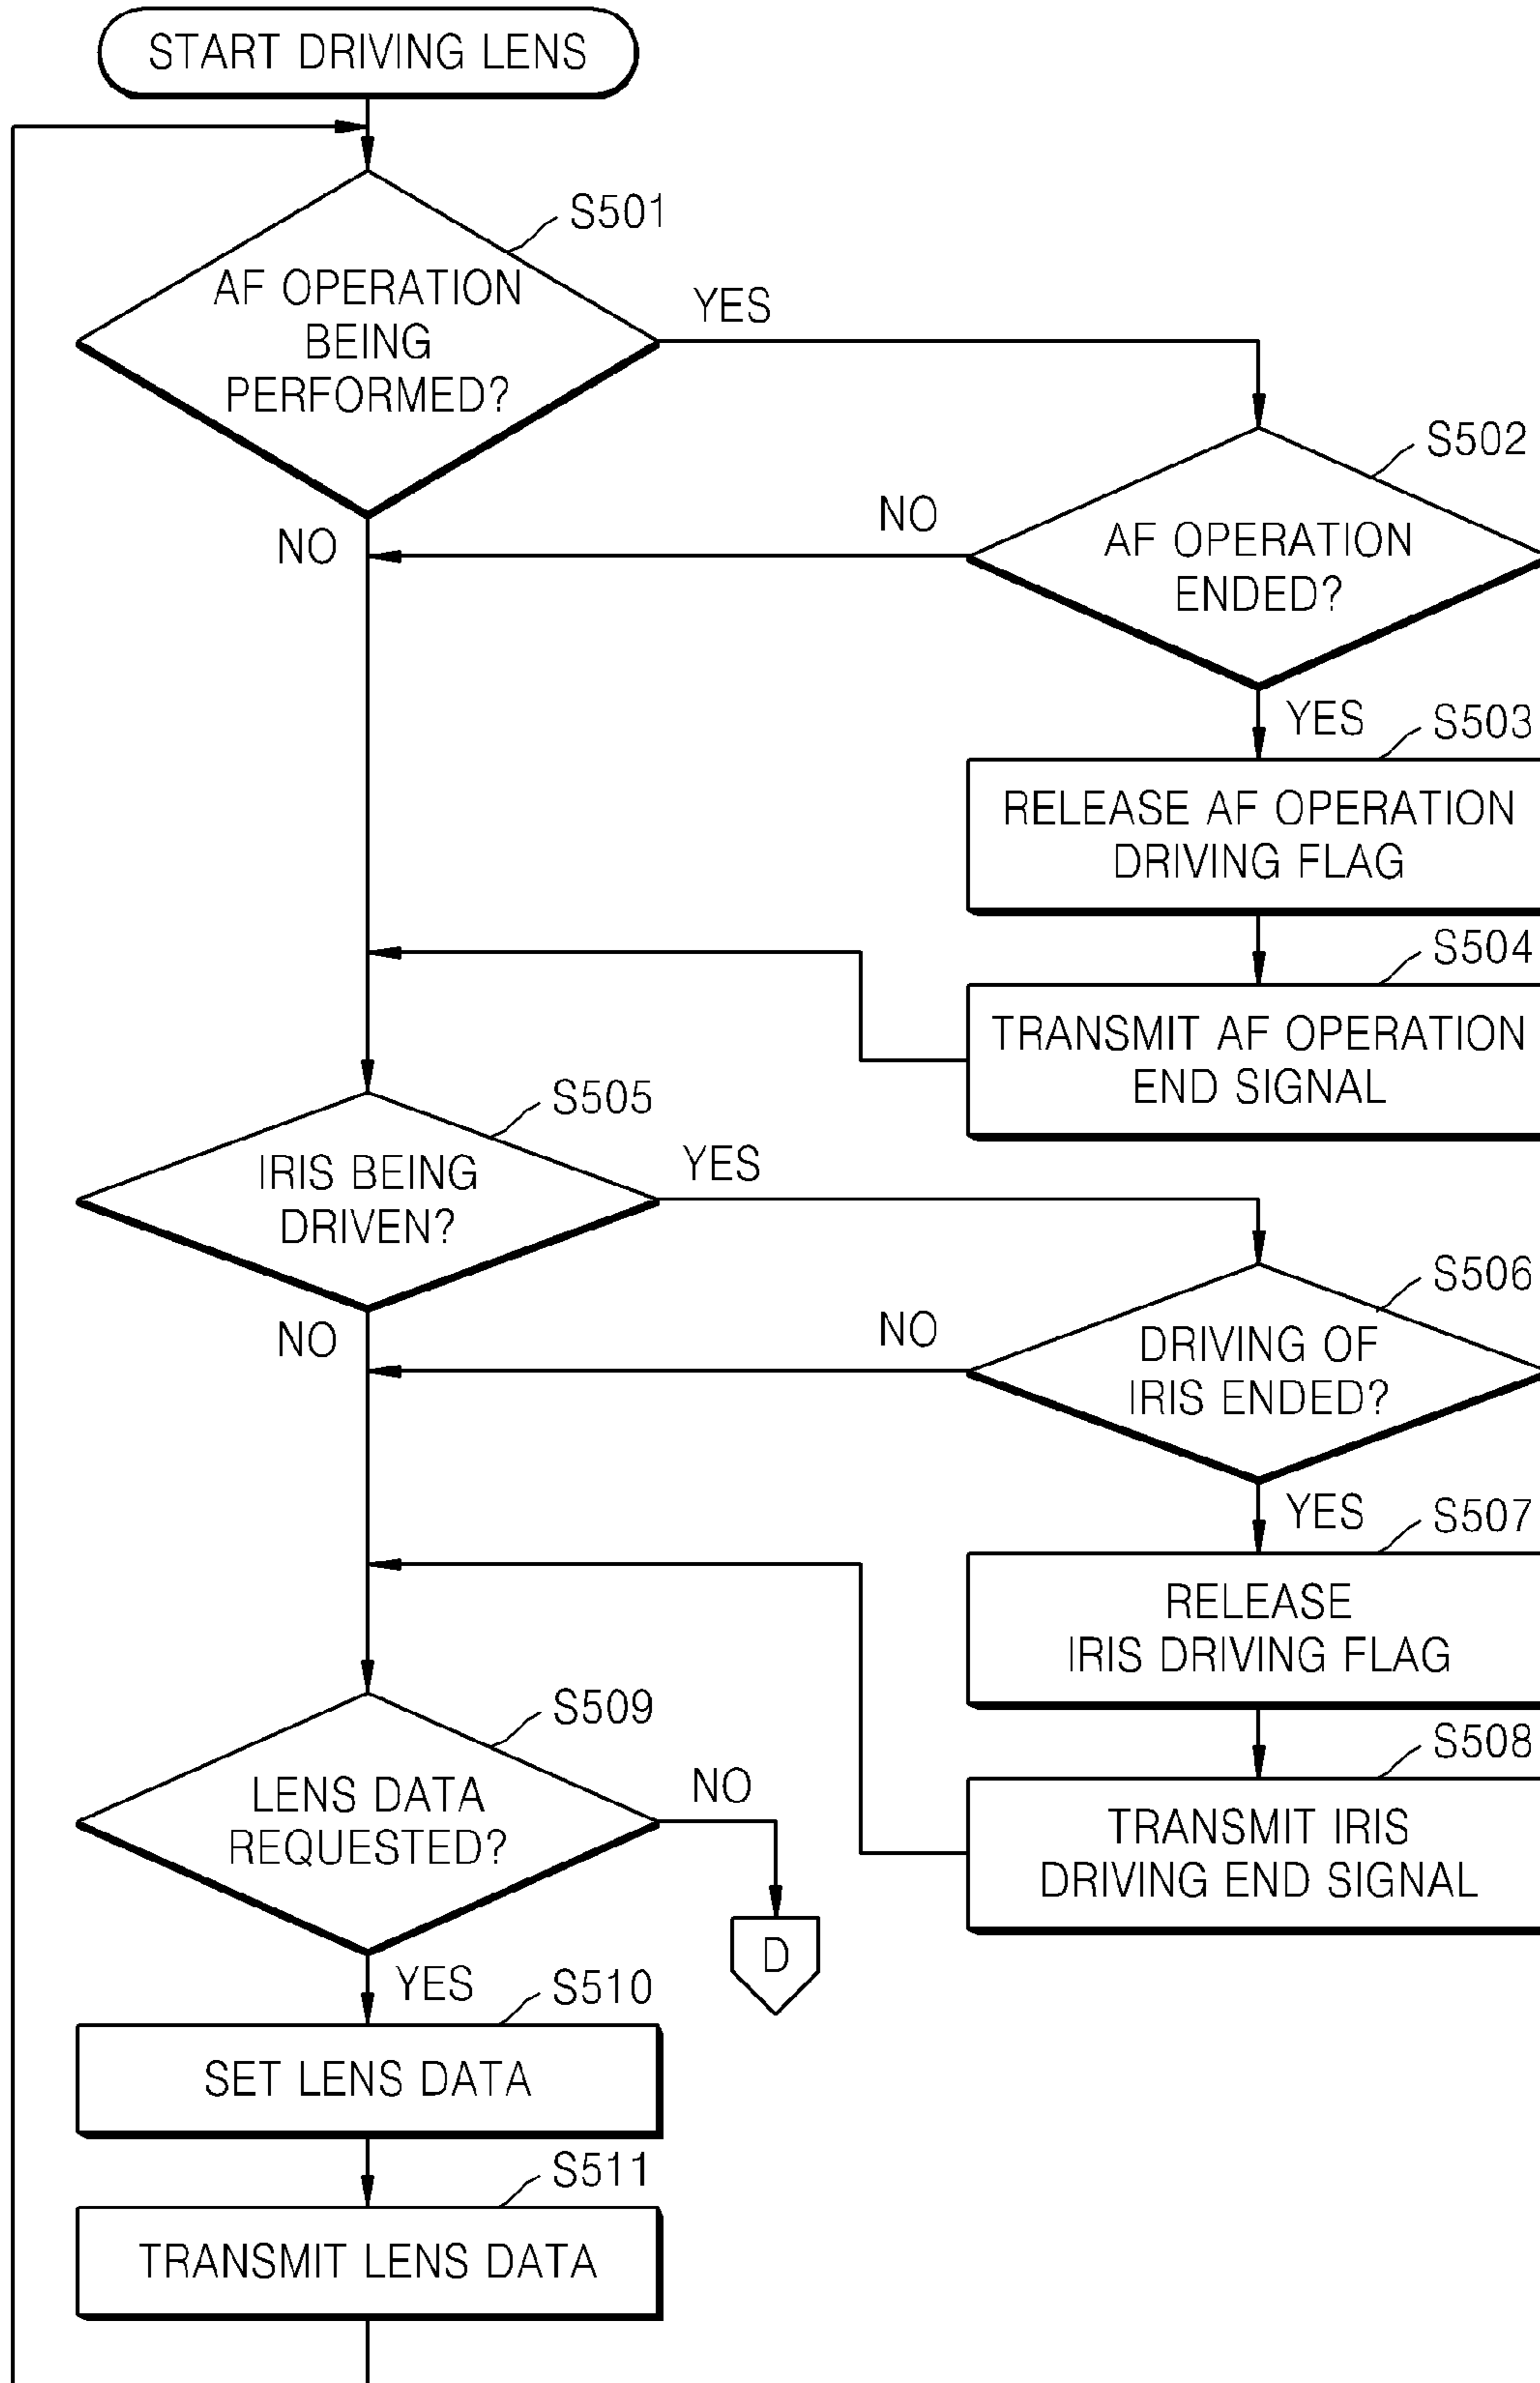 START DRIVING LENS
S501
AF OPERATION
BEING
PERFORMED?
YES
NO
S502
AF OPERATION
ENDED?
NO
YES
S503
RELEASE AF OPERATION
DRIVING FLAG
S504
TRANSMIT AF OPERATION
END SIGNAL
S505
IRIS BEING
DRIVEN?
YES
NO
S506
DRIVING OF
IRIS ENDED?
NO
YES
S507
RELEASE
IRIS DRIVING FLAG
S508
TRANSMIT IRIS
DRIVING END SIGNAL
S509
LENS DATA
REQUESTED?
NO
D
YES
S510
SET LENS DATA
S511
TRANSMIT LENS DATA